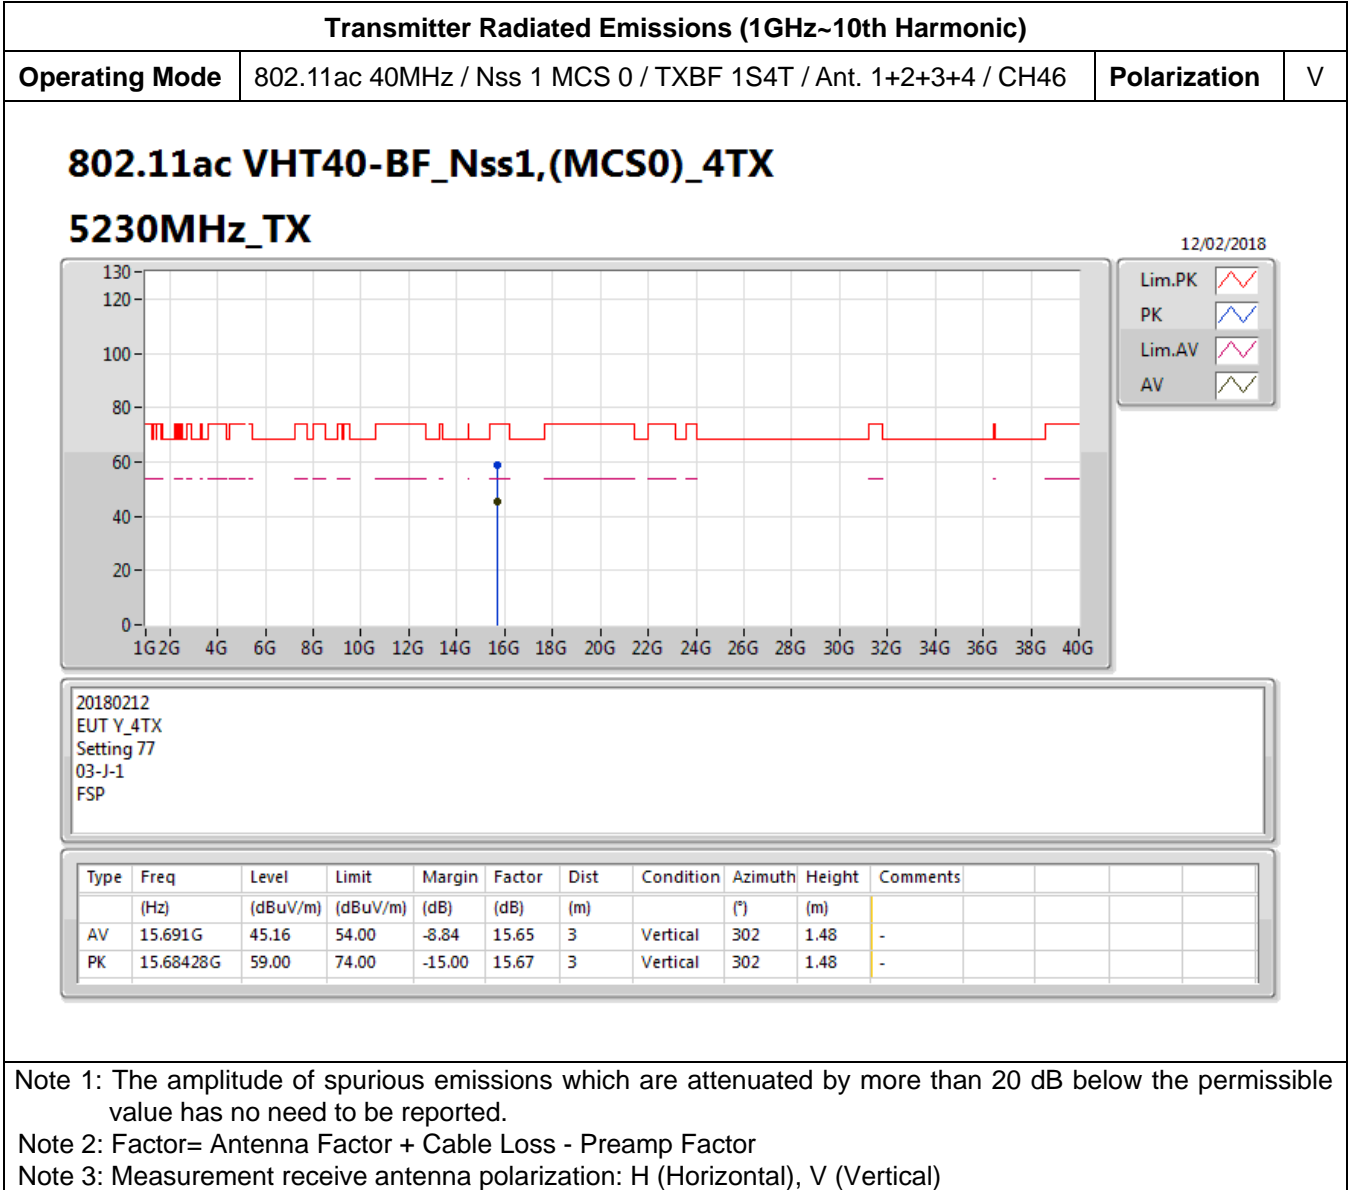 Transmitter Radiated Emissions (1GHz~10th Harmonic)
Operating Mode 802.11ac 40MHz / Nss 1 MCS 0 / TXBF 1S4T / Ant. 1+2+3+4 / CH46 Polarization V
802.11ac VHT40-BF_Nss1,(MCS0)_4TX
5230MHz_TX
12/02/2018
130
120
100
80
60
40
20
0
1G 2G 4G 6G 8G 10G 12G 14G 16G 18G 20G 22G 24G 26G 28G 30G 32G 34G 36G 38G 40G
Lim.PK
PK
Lim.AV
AV
20180212
EUT Y_4TX
Setting 77
03-J-1
FSP
Type Freq Level Limit Margin Factor Dist Condition Azimuth Height Comments
(Hz) (dBuV/m) (dBuV/m) (dB) (dB) (m) (°) (m)
AV 15.691G 45.16 54.00 -8.84 15.65 3 Vertical 302 1.48 -
PK 15.68428G 59.00 74.00 -15.00 15.67 3 Vertical 302 1.48 -
Note 1: The amplitude of spurious emissions which are attenuated by more than 20 dB below the permissible
value has no need to be reported.
Note 2: Factor= Antenna Factor + Cable Loss - Preamp Factor
Note 3: Measurement receive antenna polarization: H (Horizontal), V (Vertical)